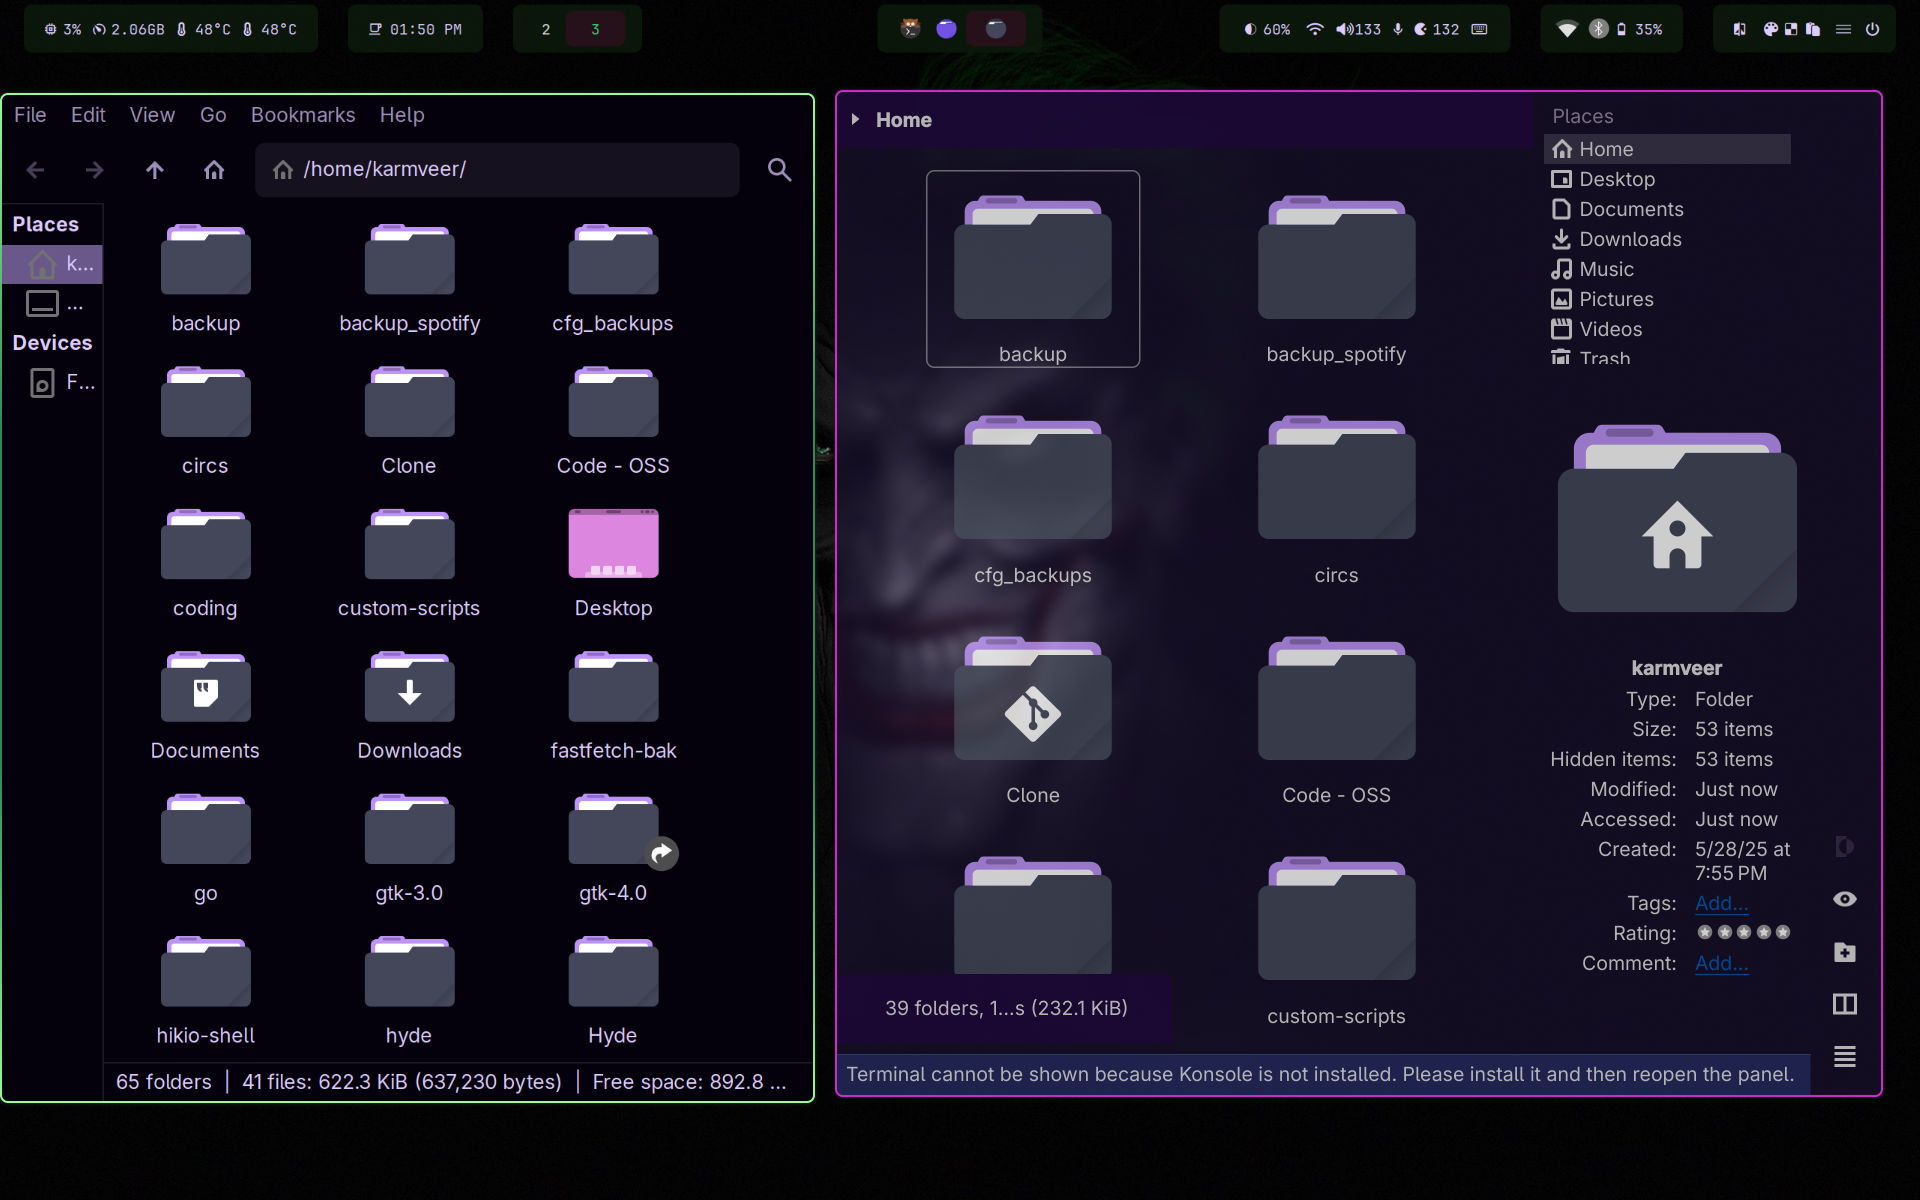 3% 2.06GB 48°C 48°C
01:50 PM
2 3
60% 133 132
35%
File Edit View Go Bookmarks Help
/home/karmveer/
Places
k...
...
Devices
F...
backup backup_spotify cfg_backups
circs Clone Code - OSS
coding custom-scripts Desktop
Documents Downloads fastfetch-bak
go gtk-3.0 gtk-4.0
hikio-shell hyde Hyde
65 folders | 41 files: 622.3 KiB (637,230 bytes) | Free space: 892.8 ...
Home
backup backup_spotify
cfg_backups circs
Clone Code - OSS
custom-scripts
39 folders, 1...s (232.1 KiB)
Terminal cannot be shown because Konsole is not installed. Please install it and then reopen the panel.
Places
Home
Desktop
Documents
Downloads
Music
Pictures
Videos
Trash
karmveer
Type: Folder
Size: 53 items
Hidden items: 53 items
Modified: Just now
Accessed: Just now
Created: 5/28/25 at
7:55 PM
Tags: Add...
Rating:
Comment: Add...